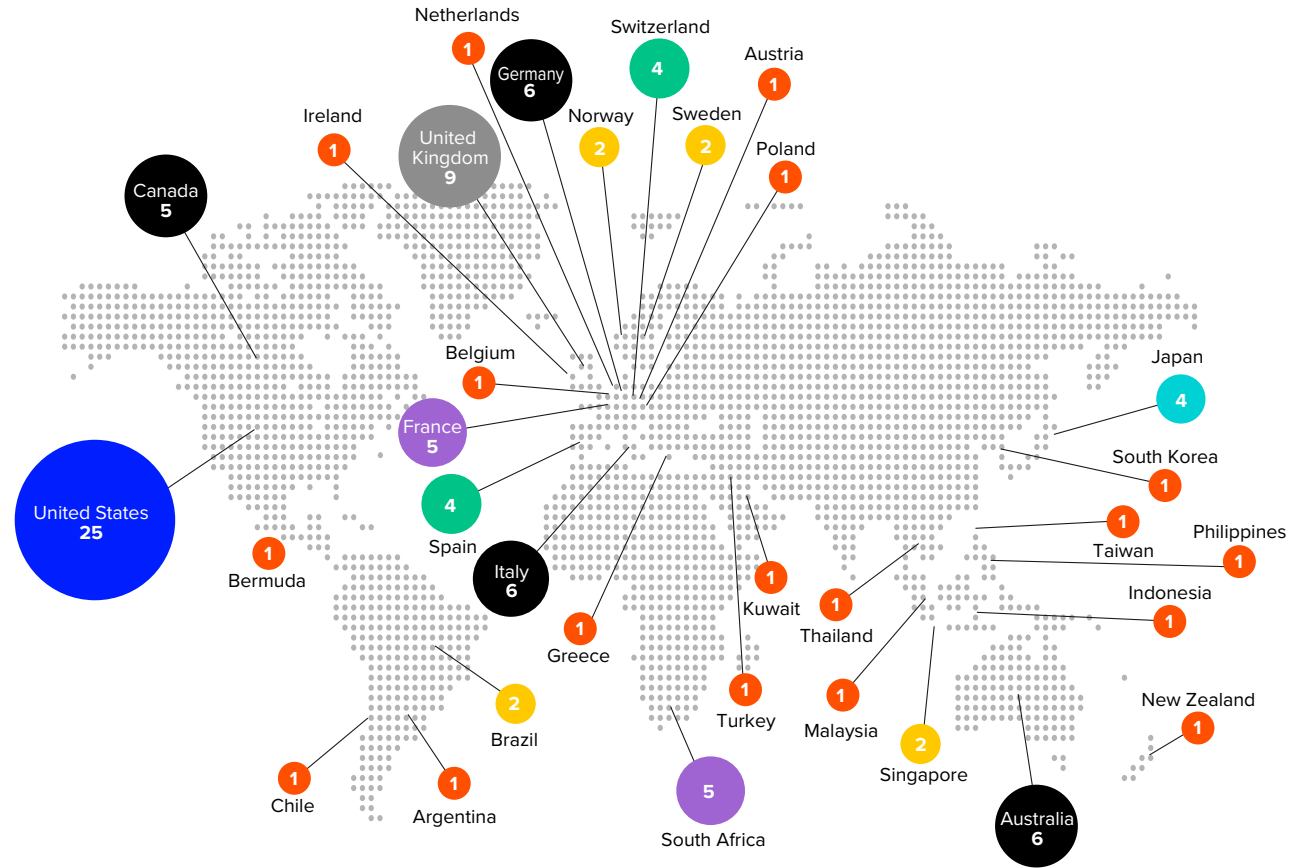 Netherlands
1
Germany
6
Switzerland
4
Austria
1
Ireland
1
United
Kingdom
9
Norway
2
Sweden
2
Poland
1
Canada
5
Belgium
1
France
5
Japan
4
United States
25
4
Spain
South Korea
1
1
Taiwan
Philippines
1
1
Bermuda
Italy
6
1
Kuwait
1
Thailand
Indonesia
1
1
Greece
2
Brazil
1
Turkey
1
Malaysia
2
Singapore
New Zealand
1
1
Chile
1
Argentina
5
South Africa
Australia
6